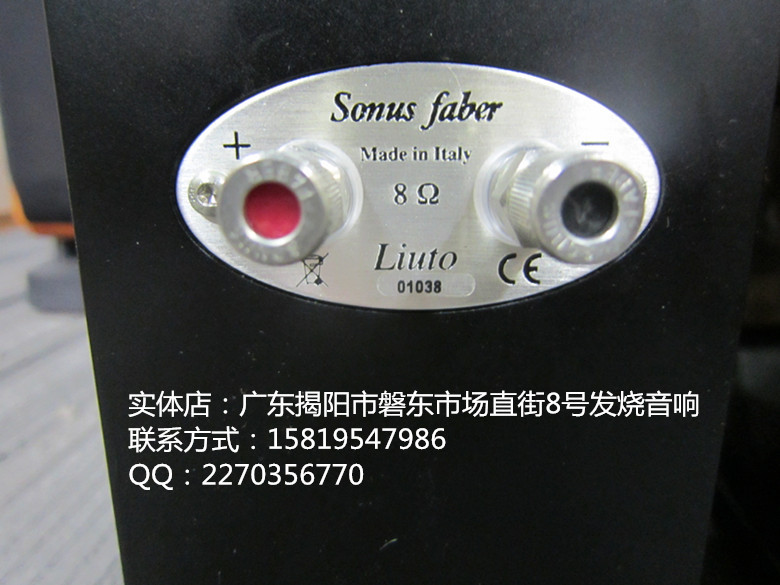 Sonus faber
+ −
Made in Italy
8 Ω
Liuto
CE
01038
实体店：广东揭阳市磐东市场直街8号发烧音响
联系方式：15819547986
QQ：2270356770